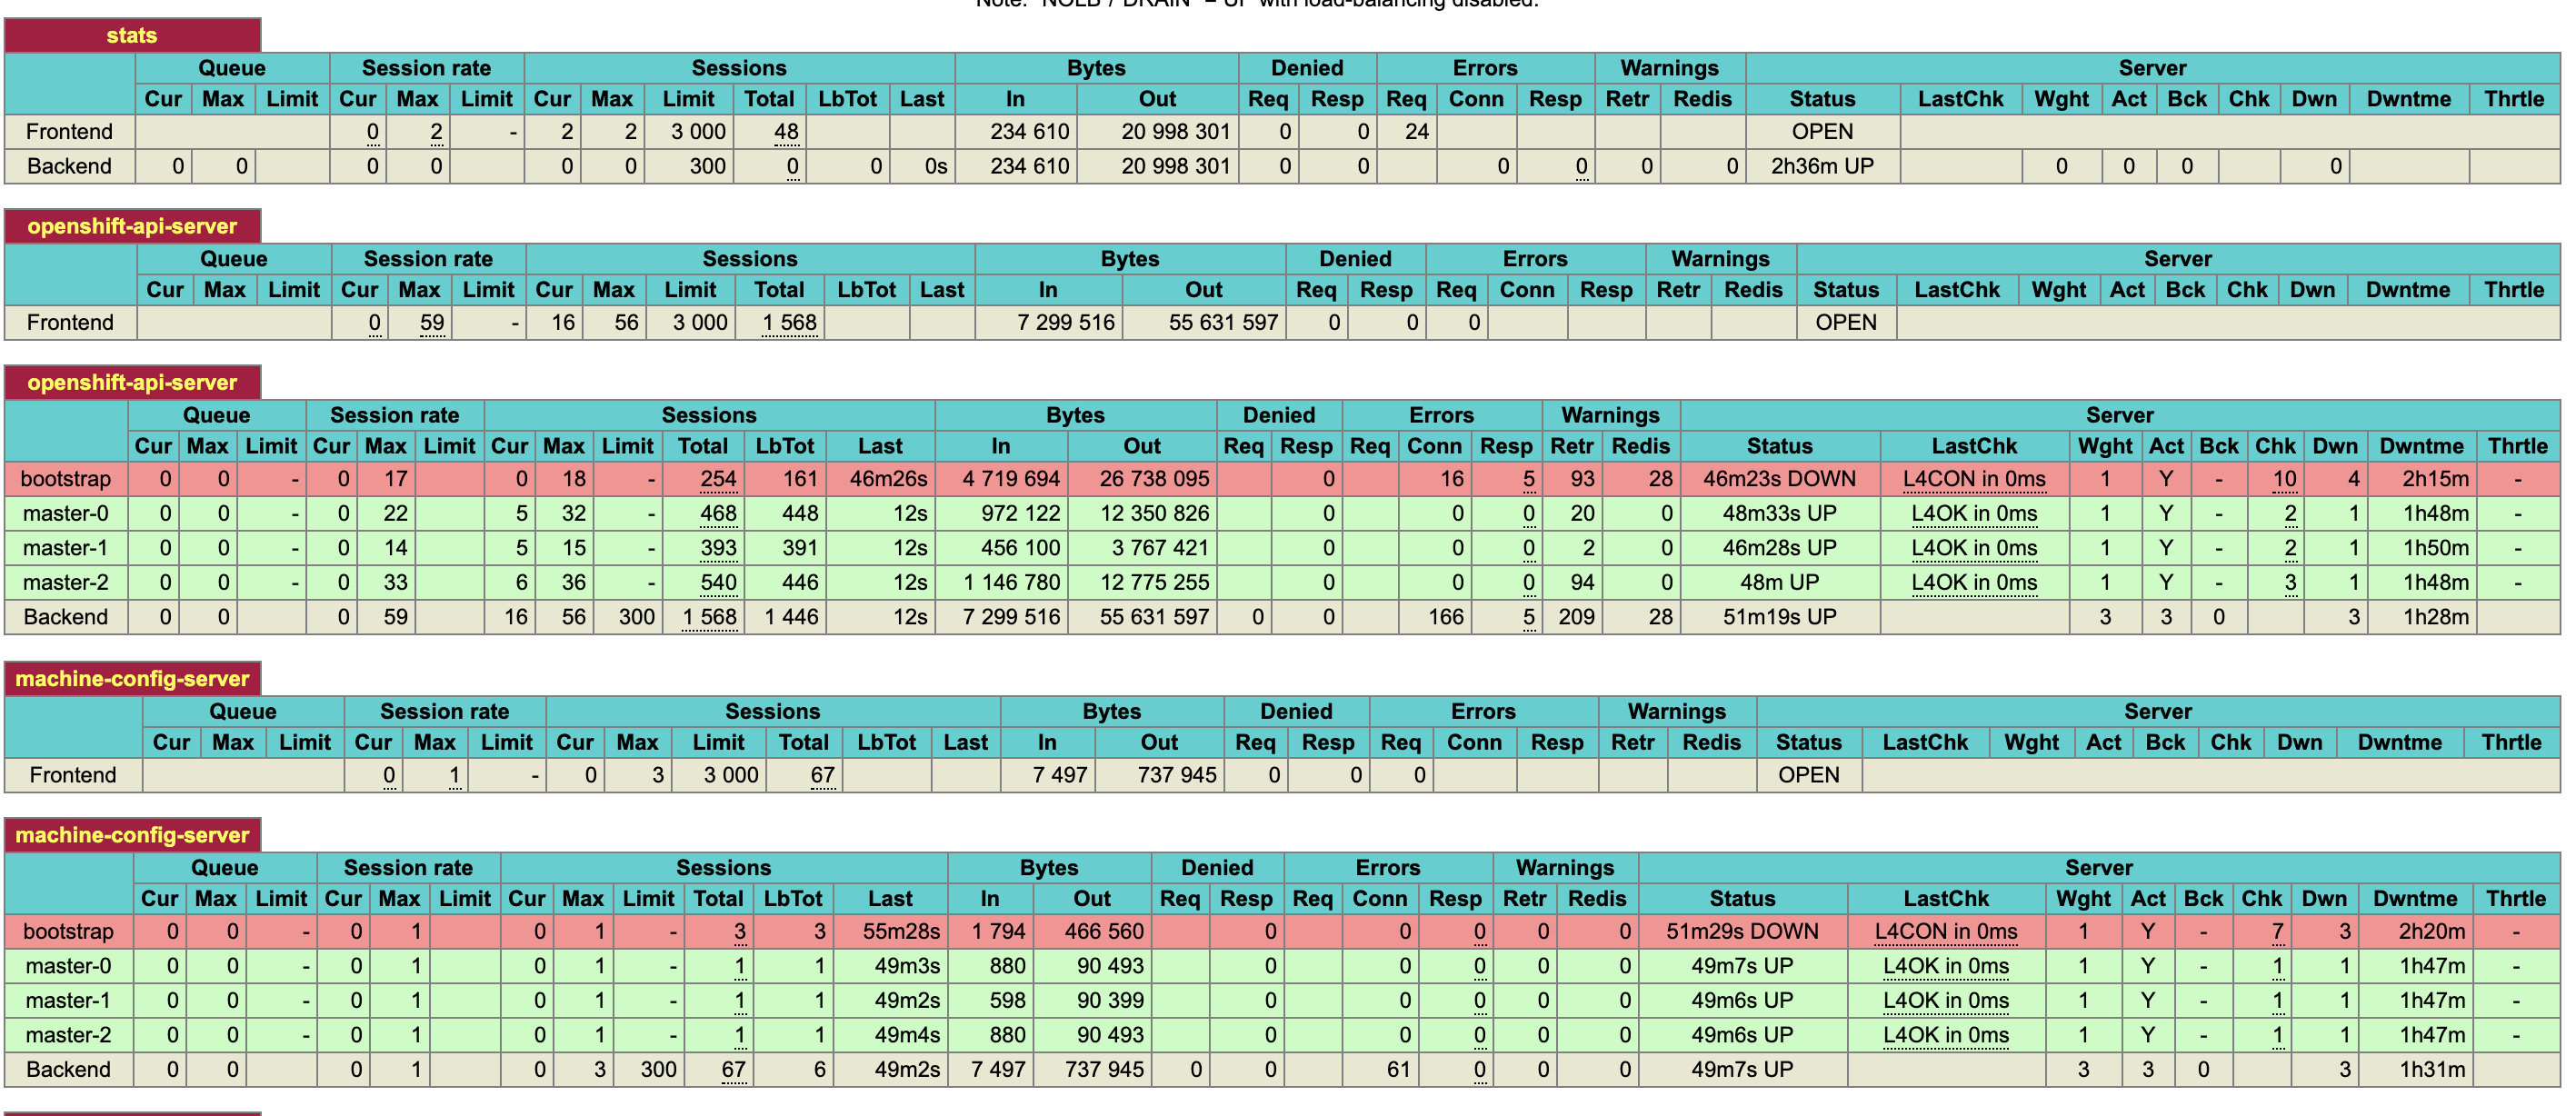 Note: "NOLB"/"DRAIN" = UP with load-balancing disabled.
stats
Queue Session rate Sessions Bytes Denied Errors Warnings Server
Cur Max Limit Cur Max Limit Cur Max Limit Total LbTot Last In Out Req Resp Req Conn Resp Retr Redis Status LastChk Wght Act Bck Chk Dwn Dwntme Thrtle
Frontend 0 2 - 2 2 3 000 48 234 610 20 998 301 0 0 24 OPEN
Backend 0 0 0 0 0 0 300 0 0 0s 234 610 20 998 301 0 0 0 0 0 0 2h36m UP 0 0 0 0
openshift-api-server
Queue Session rate Sessions Bytes Denied Errors Warnings Server
Cur Max Limit Cur Max Limit Cur Max Limit Total LbTot Last In Out Req Resp Req Conn Resp Retr Redis Status LastChk Wght Act Bck Chk Dwn Dwntme Thrtle
Frontend 0 59 - 16 56 3 000 1 568 7 299 516 55 631 597 0 0 0 OPEN
openshift-api-server
Queue Session rate Sessions Bytes Denied Errors Warnings Server
Cur Max Limit Cur Max Limit Cur Max Limit Total LbTot Last In Out Req Resp Req Conn Resp Retr Redis Status LastChk Wght Act Bck Chk Dwn Dwntme Thrtle
bootstrap 0 0 - 0 17 0 18 - 254 161 46m26s 4 719 694 26 738 095 0 16 5 93 28 46m23s DOWN L4CON in 0ms 1 Y - 10 4 2h15m -
master-0 0 0 - 0 22 5 32 - 468 448 12s 972 122 12 350 826 0 0 0 20 0 48m33s UP L4OK in 0ms 1 Y - 2 1 1h48m -
master-1 0 0 - 0 14 5 15 - 393 391 12s 456 100 3 767 421 0 0 0 2 0 46m28s UP L4OK in 0ms 1 Y - 2 1 1h50m -
master-2 0 0 - 0 33 6 36 - 540 446 12s 1 146 780 12 775 255 0 0 0 94 0 48m UP L4OK in 0ms 1 Y - 3 1 1h48m -
Backend 0 0 0 59 16 56 300 1 568 1 446 12s 7 299 516 55 631 597 0 0 166 5 209 28 51m19s UP 3 3 0 3 1h28m
machine-config-server
Queue Session rate Sessions Bytes Denied Errors Warnings Server
Cur Max Limit Cur Max Limit Cur Max Limit Total LbTot Last In Out Req Resp Req Conn Resp Retr Redis Status LastChk Wght Act Bck Chk Dwn Dwntme Thrtle
Frontend 0 1 - 0 3 3 000 67 7 497 737 945 0 0 0 OPEN
machine-config-server
Queue Session rate Sessions Bytes Denied Errors Warnings Server
Cur Max Limit Cur Max Limit Cur Max Limit Total LbTot Last In Out Req Resp Req Conn Resp Retr Redis Status LastChk Wght Act Bck Chk Dwn Dwntme Thrtle
bootstrap 0 0 - 0 1 0 1 - 3 3 55m28s 1 794 466 560 0 0 0 0 0 51m29s DOWN L4CON in 0ms 1 Y - 7 3 2h20m -
master-0 0 0 - 0 1 0 1 - 1 1 49m3s 880 90 493 0 0 0 0 0 49m7s UP L4OK in 0ms 1 Y - 1 1 1h47m -
master-1 0 0 - 0 1 0 1 - 1 1 49m2s 598 90 399 0 0 0 0 0 49m6s UP L4OK in 0ms 1 Y - 1 1 1h47m -
master-2 0 0 - 0 1 0 1 - 1 1 49m4s 880 90 493 0 0 0 0 0 49m6s UP L4OK in 0ms 1 Y - 1 1 1h47m -
Backend 0 0 0 1 0 3 300 67 6 49m2s 7 497 737 945 0 0 61 0 0 0 49m7s UP 3 3 0 3 1h31m